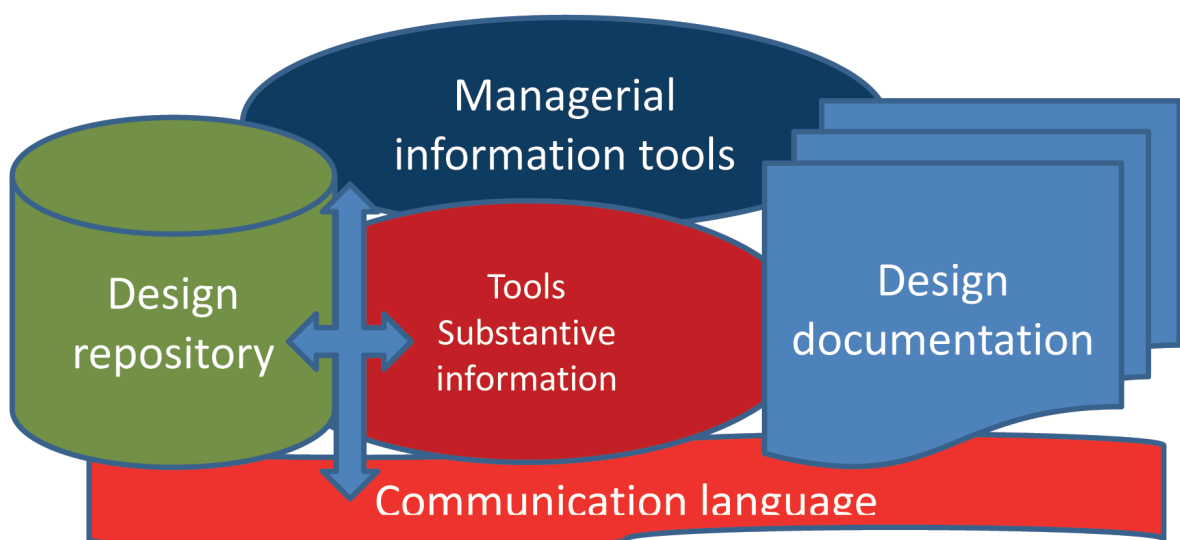 Managerial
information tools
Design
repository
Tools
Substantive
information
Design
documentation
Communication language